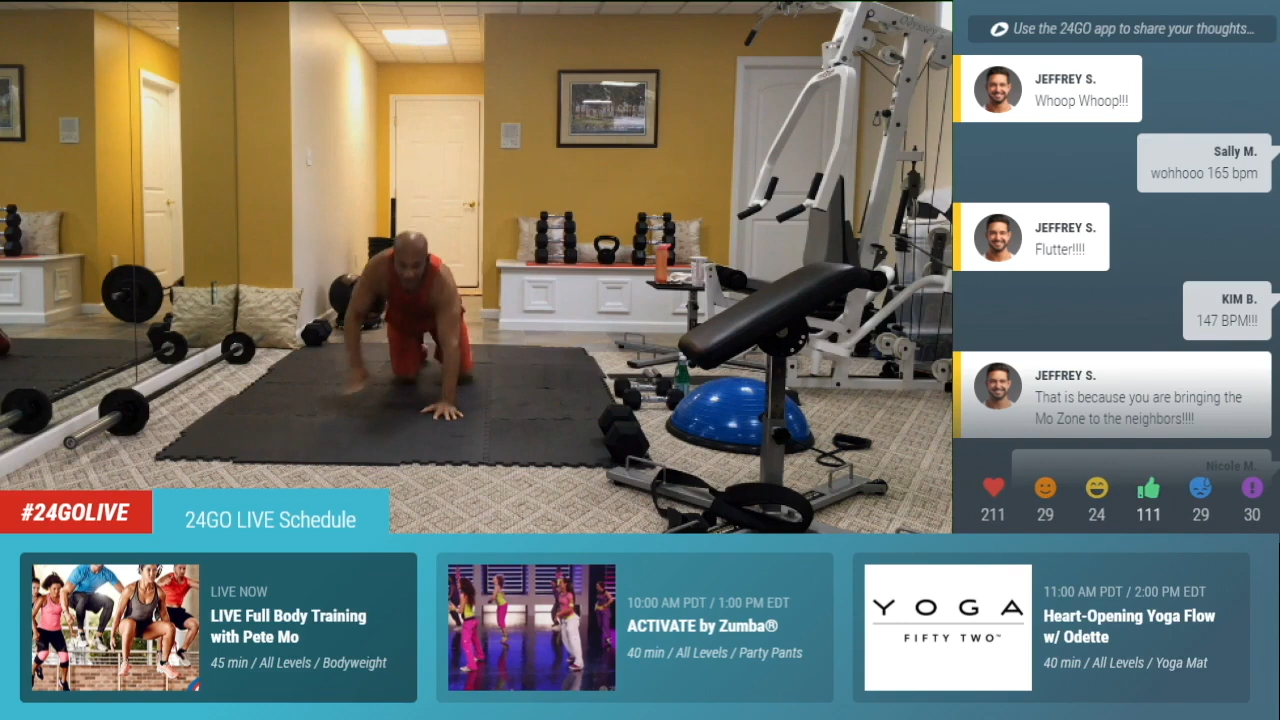 Use the 24GO app to share your thoughts...
JEFFREY S.
Whoop Whoop!!!
Sally M.
wohhooo 165 bpm
JEFFREY S.
Flutter!!!!
KIM B.
147 BPM!!!
JEFFREY S.
That is because you are bringing the
Mo Zone to the neighbors!!!!
Nicole M.
211
29
24
111
29
30
#24GOLIVE
24GO LIVE Schedule
LIVE NOW
LIVE Full Body Training
with Pete Mo
45 min / All Levels / Bodyweight
10:00 AM PDT / 1:00 PM EDT
ACTIVATE by Zumba®
40 min / All Levels / Party Pants
YOGA
FIFTY TWO™
11:00 AM PDT / 2:00 PM EDT
Heart-Opening Yoga Flow
w/ Odette
40 min / All Levels / Yoga Mat